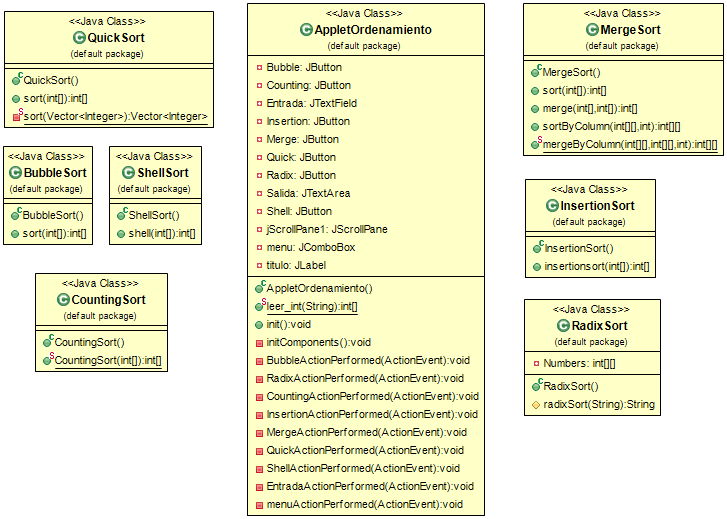 <<Java Class>>
QuickSort
(default package)
QuickSort()
sort(int[]):int[]
sort(Vector<Integer>):Vector<Integer>
<<Java Class>>
BubbleSort
(default package)
BubbleSort()
sort(int[]):int[]
<<Java Class>>
ShellSort
(default package)
ShellSort()
shell(int[]):int[]
<<Java Class>>
CountingSort
(default package)
CountingSort()
CountingSort(int[]):int[]
<<Java Class>>
AppletOrdenamiento
(default package)
Bubble: JButton
Counting: JButton
Entrada: JTextField
Insertion: JButton
Merge: JButton
Quick: JButton
Radix: JButton
Salida: JTextArea
Shell: JButton
jScrollPane1: JScrollPane
menu: JComboBox
titulo: JLabel
AppletOrdenamiento()
leer_int(String):int[]
init():void
initComponents():void
BubbleActionPerformed(ActionEvent):void
RadixActionPerformed(ActionEvent):void
CountingActionPerformed(ActionEvent):void
InsertionActionPerformed(ActionEvent):void
MergeActionPerformed(ActionEvent):void
QuickActionPerformed(ActionEvent):void
ShellActionPerformed(ActionEvent):void
EntradaActionPerformed(ActionEvent):void
menuActionPerformed(ActionEvent):void
<<Java Class>>
MergeSort
(default package)
MergeSort()
sort(int[]):int[]
merge(int[],int[]):int[]
sortByColumn(int[][],int):int[][]
mergeByColumn(int[][],int[][],int):int[][]
<<Java Class>>
InsertionSort
(default package)
InsertionSort()
insertionsort(int[]):int[]
<<Java Class>>
RadixSort
(default package)
Numbers: int[][]
RadixSort()
radixSort(String):String